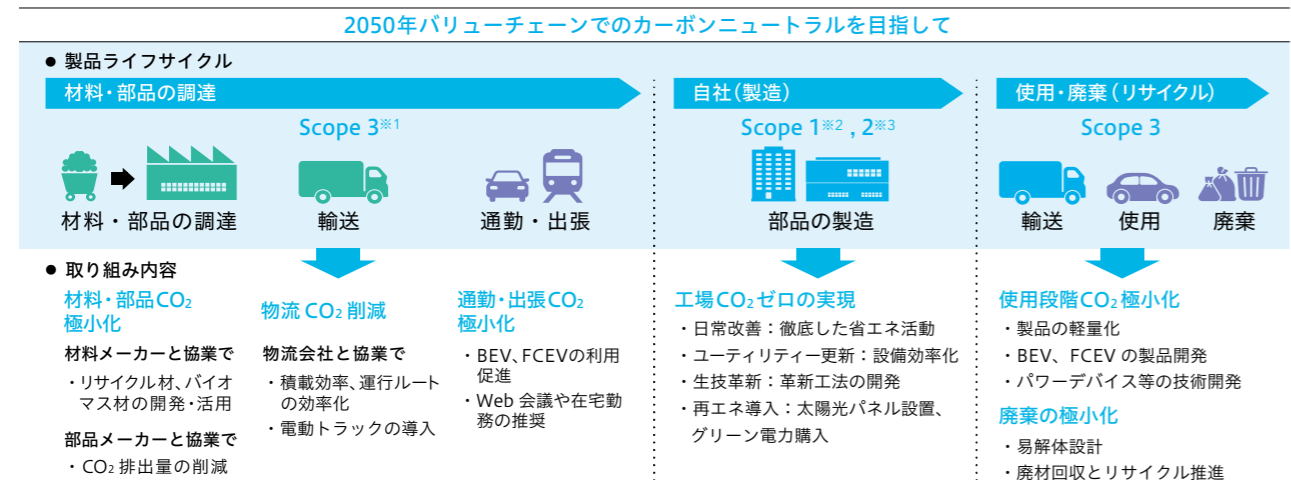 2050年バリューチェーンでのカーボンニュートラルを目指して
● 製品ライフサイクル
材料・部品の調達
Scope 3※1
材料・部品の調達
輸送
通勤・出張
自社（製造）
Scope 1※2 , 2※3
部品の製造
使用・廃棄（リサイクル）
Scope 3
輸送
使用
廃棄
● 取り組み内容
材料・部品CO₂
極小化
材料メーカーと協業で
・リサイクル材、バイオ
マス材の開発・活用
部品メーカーと協業で
・CO₂ 排出量の削減
物流 CO₂ 削減
物流会社と協業で
・積載効率、運行ルート
の効率化
・電動トラックの導入
通勤・出張CO₂
極小化
・BEV、FCEVの利用
促進
・Web 会議や在宅勤
務の推奨
工場CO₂ゼロの実現
・日常改善：徹底した省エネ活動
・ユーティリティー更新：設備効率化
・生技革新：革新工法の開発
・再エネ導入：太陽光パネル設置、
グリーン電力購入
使用段階CO₂極小化
・製品の軽量化
・BEV、FCEV の製品開発
・パワーデバイス等の技術開発
廃棄の極小化
・易解体設計
・廃材回収とリサイクル推進